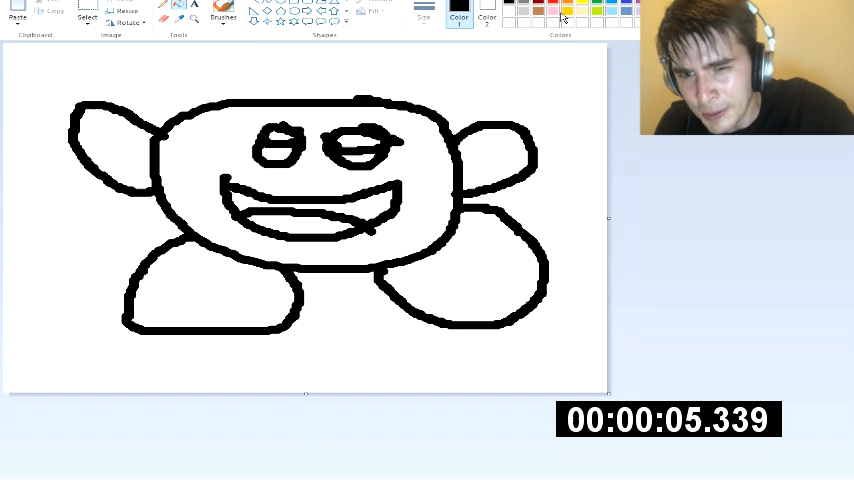 Paste
Copy
Select
Resize
Rotate
A
Brushes
Size
Fill
Color
1
Color
2
Clipboard
Image
Tools
Shapes
Colors
00:00:05.339